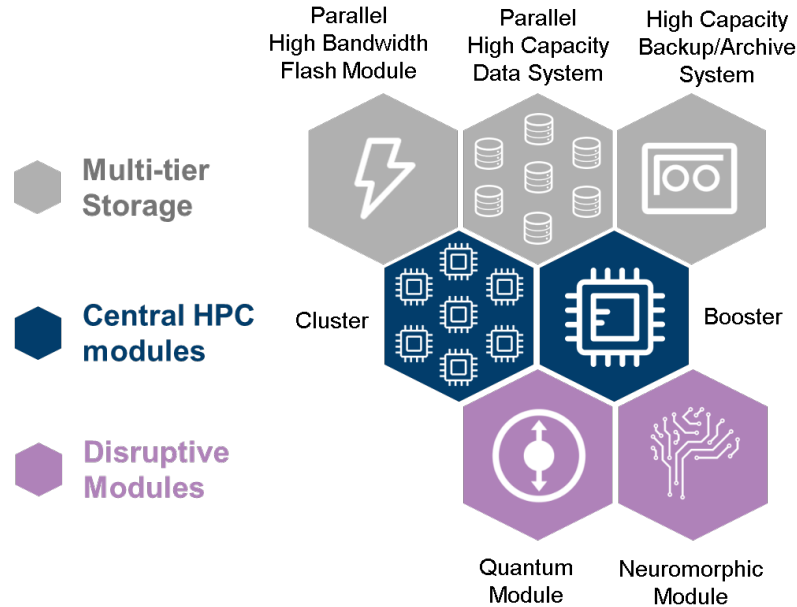 Parallel
High Bandwidth
Flash Module
Parallel
High Capacity
Data System
High Capacity
Backup/Archive
System
Multi-tier
Storage
Central HPC
modules
Cluster
Booster
Disruptive
Modules
Quantum
Module
Neuromorphic
Module